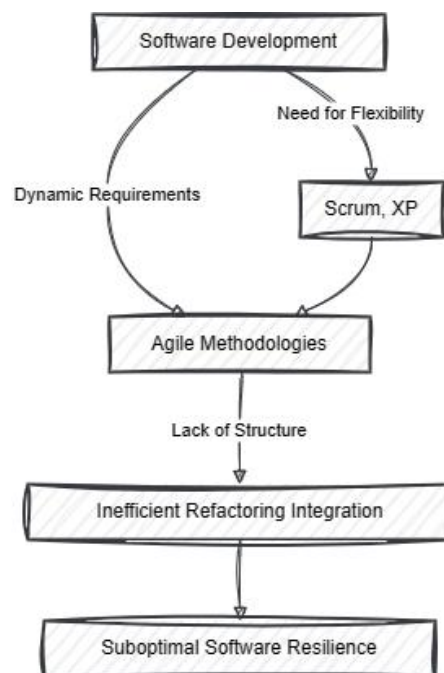 Software Development
Need for Flexibility
Dynamic Requirements
Scrum, XP
Agile Methodologies
Lack of Structure
Inefficient Refactoring Integration
Suboptimal Software Resilience